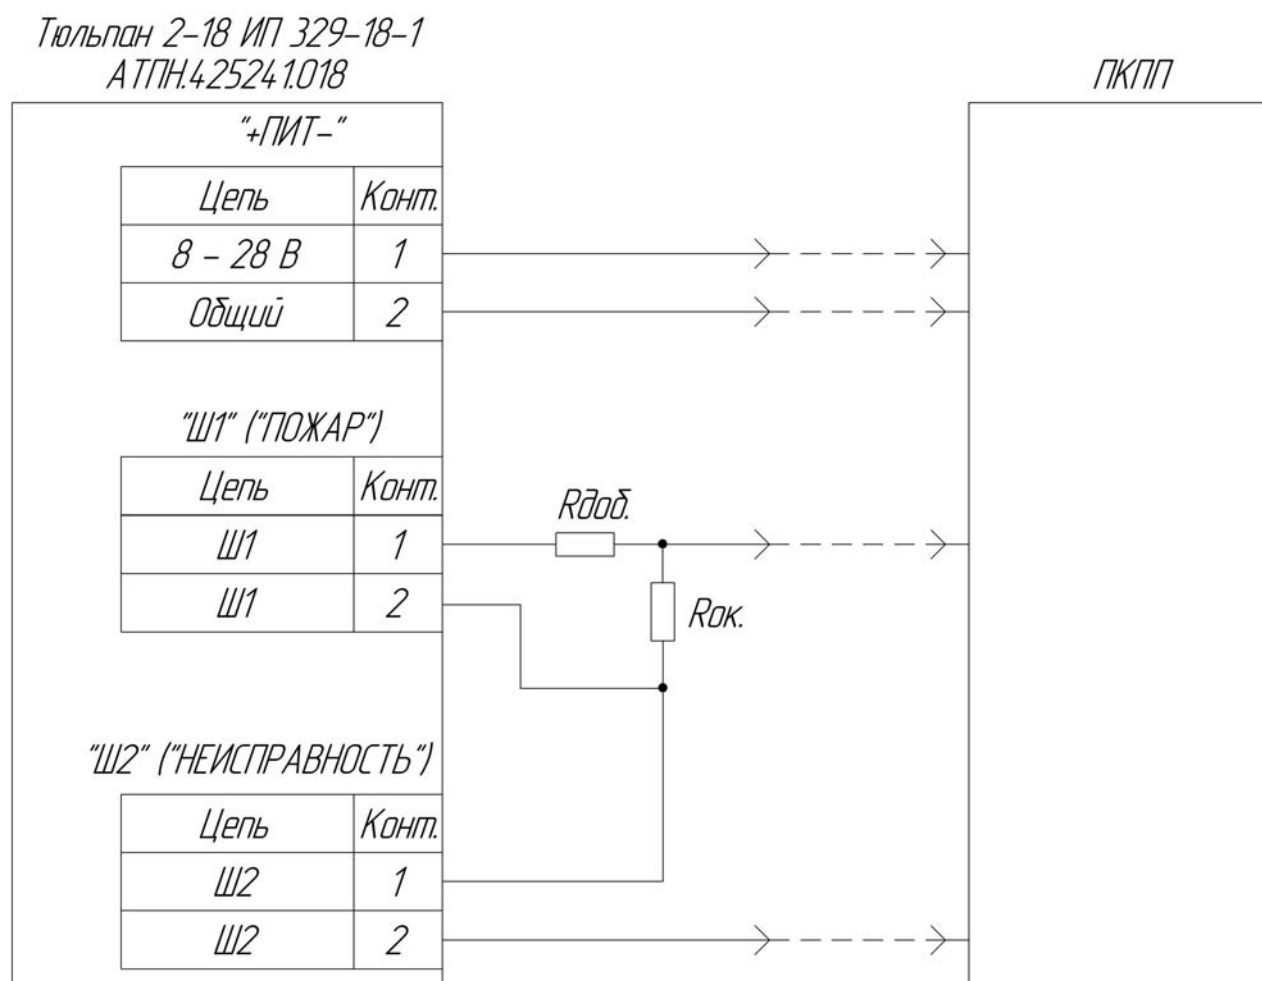 Тюльпан 2-18 ИП 329-18-1
АТПН.425241.018
ПКПП
"+ПИТ-"
Цепь Конт.
8 - 28 В 1
Общий 2
"Ш1" ("ПОЖАР")
Цепь Конт.
Ш1 1
Ш1 2
Rдоб.
Rок.
"Ш2" ("НЕИСПРАВНОСТЬ")
Цепь Конт.
Ш2 1
Ш2 2